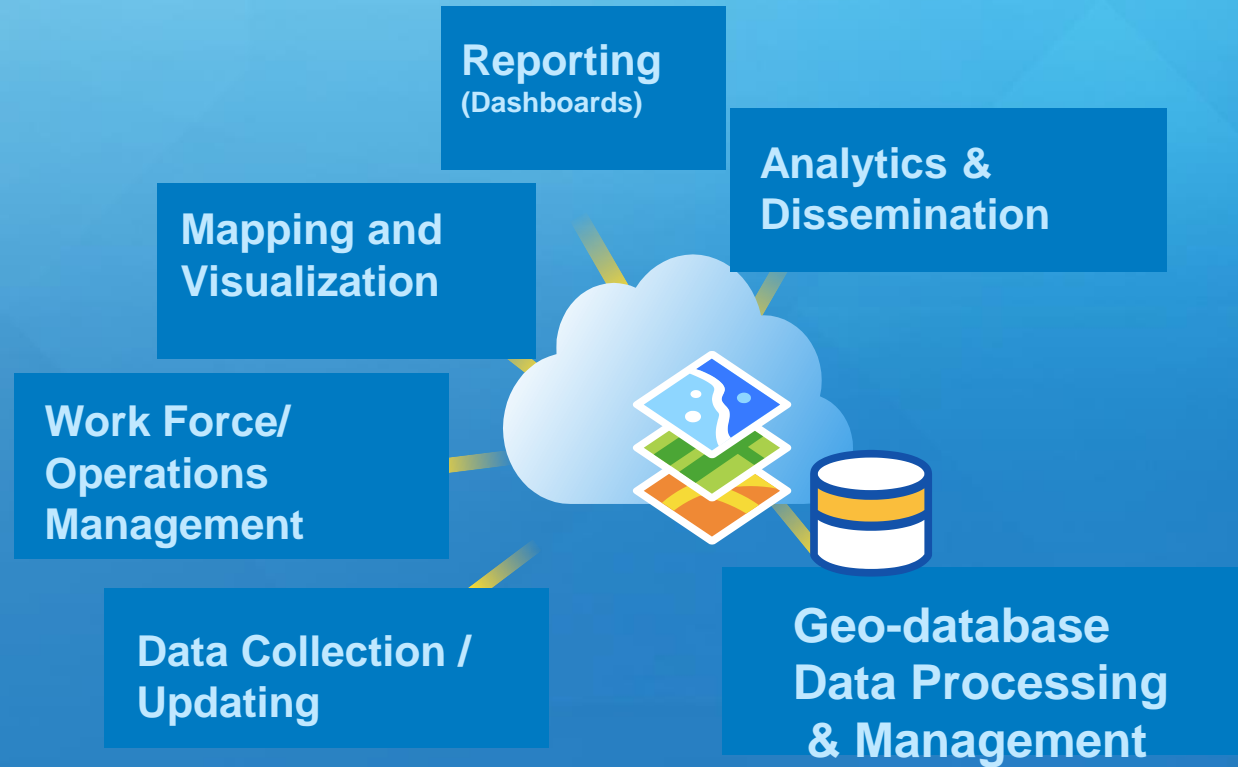 Reporting
(Dashboards)
Analytics &
Dissemination
Mapping and
Visualization
Work Force/
Operations
Management
Data Collection /
Updating
Geo-database
Data Processing
& Management